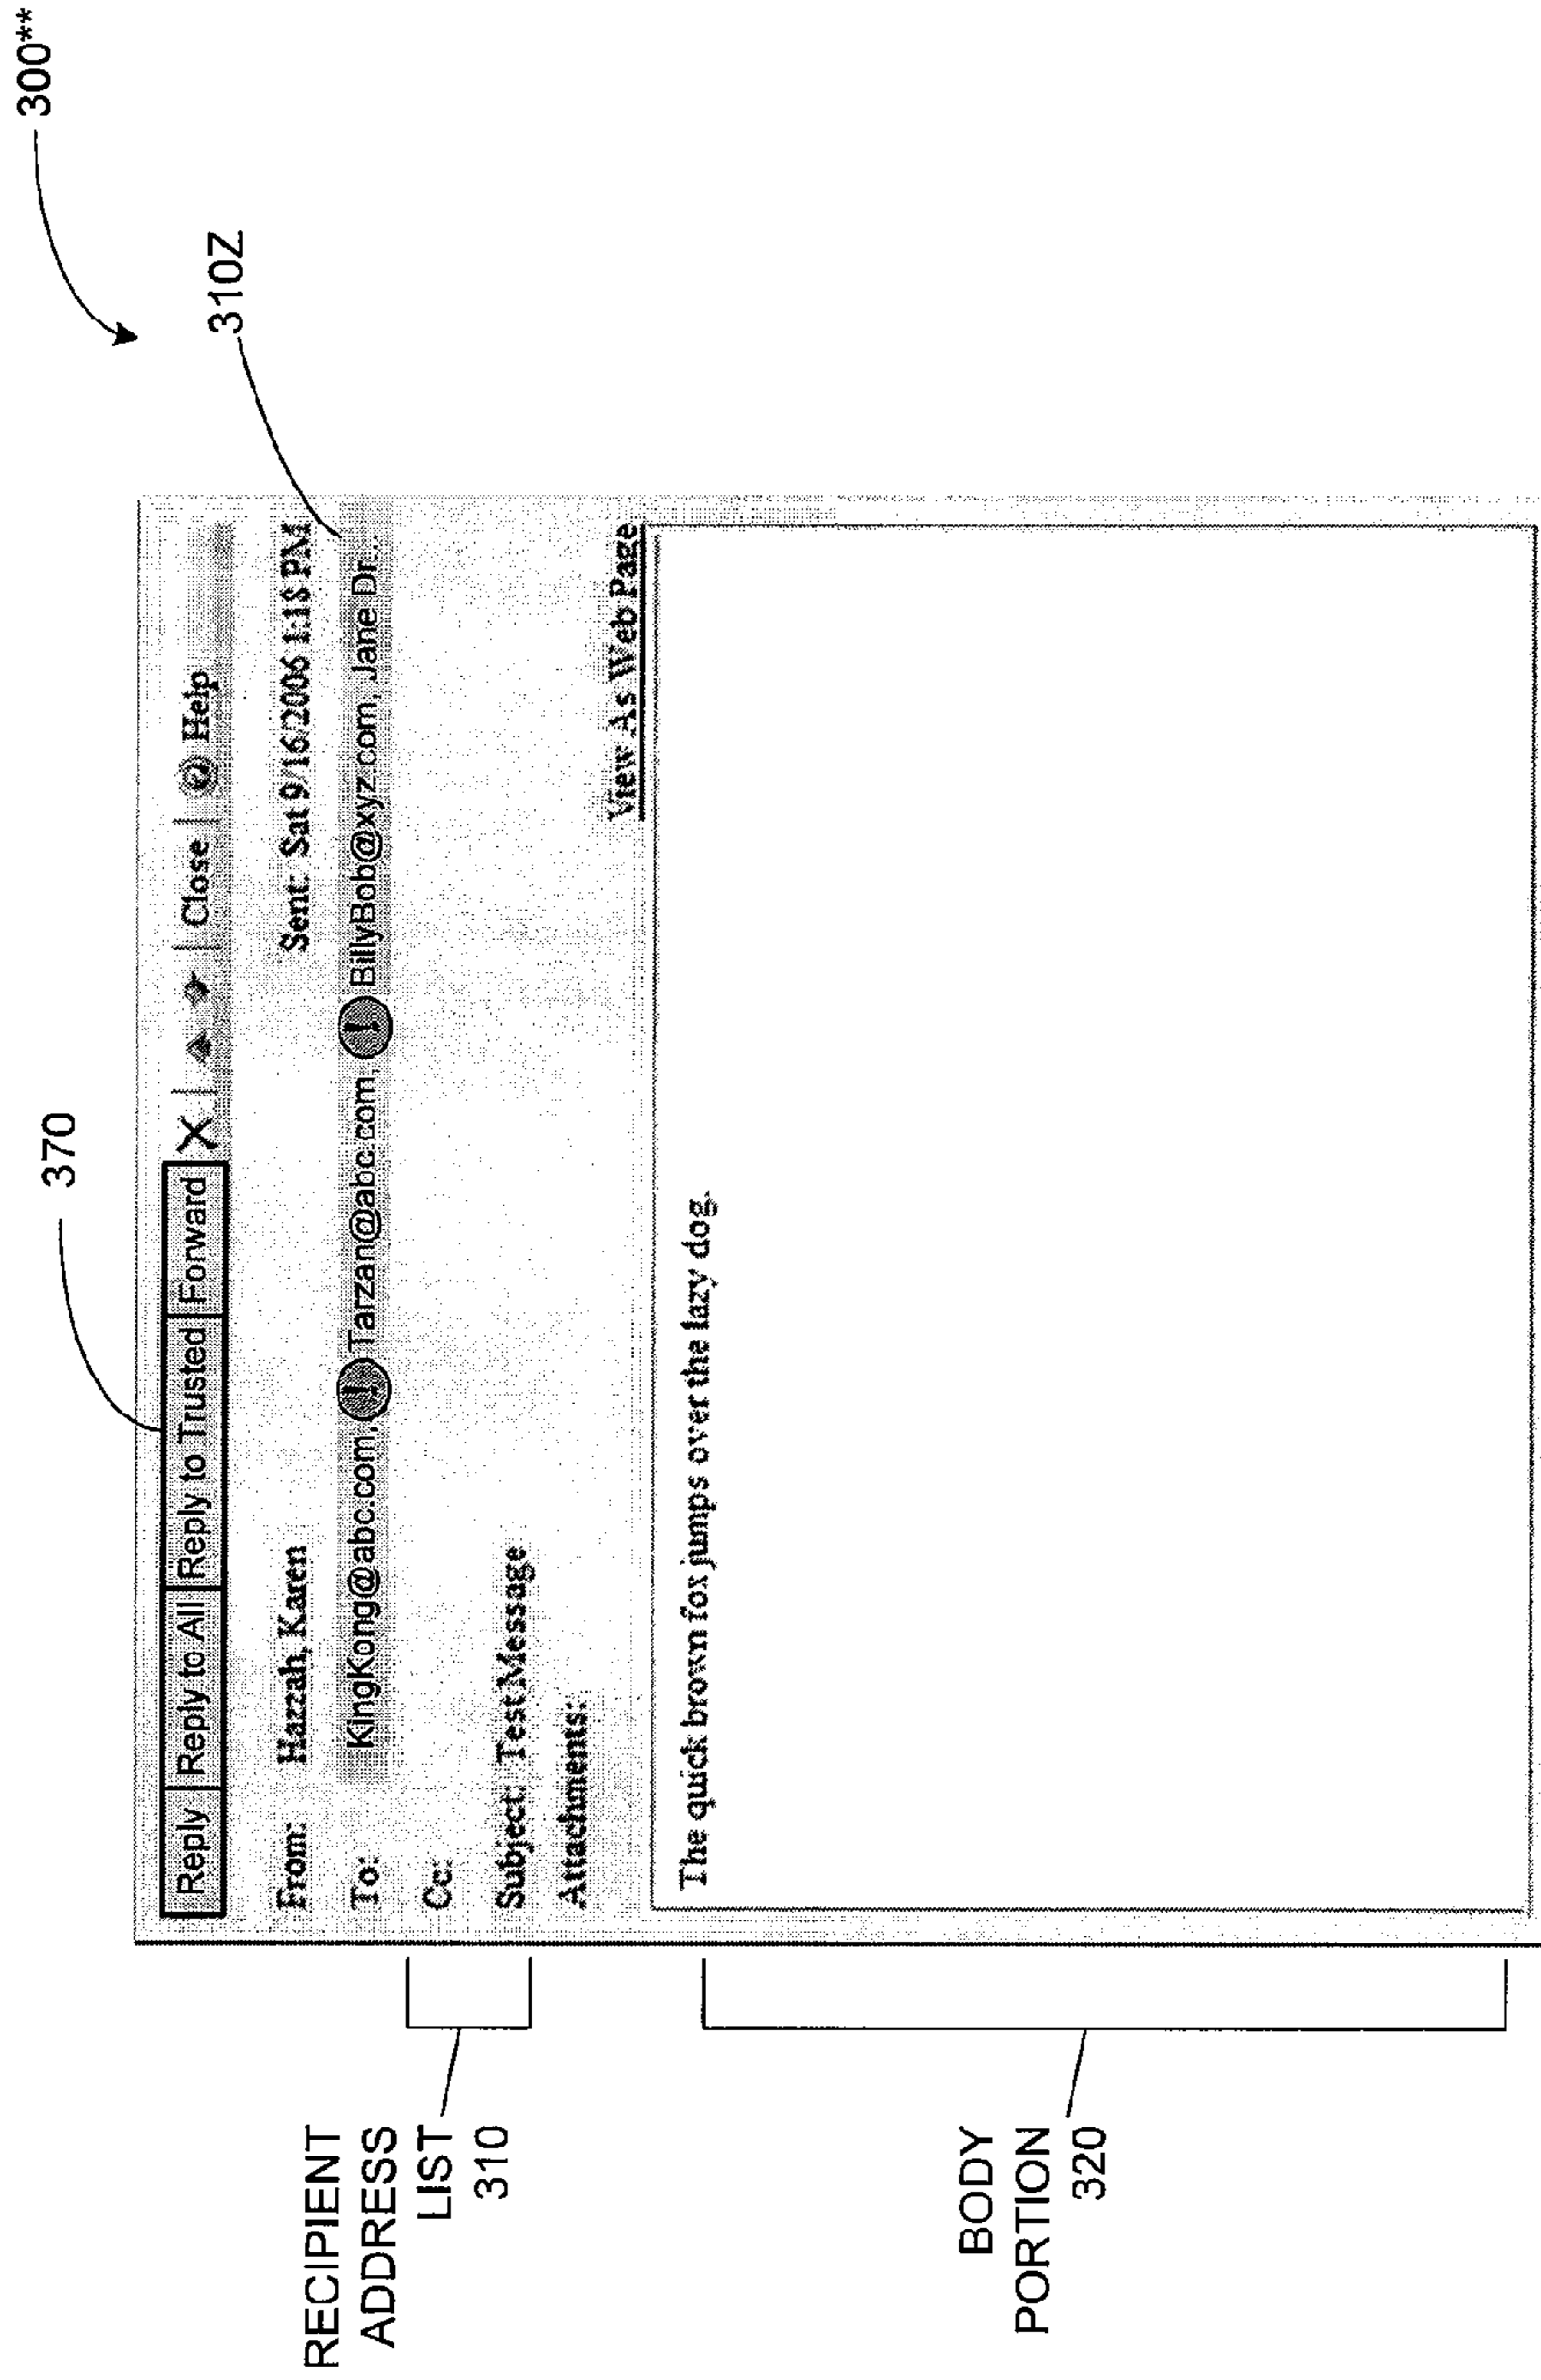 300**
370
310Z
Reply Reply to All Reply to Trusted Forward X Close Help
From: Hazzah, Karen Sent: Sat 9/16/2006 1:18 PM
To: KingKong@abc.com, ! Tarzan@abc.com, ! BillyBob@xyz.com, Jane Dr...
Cc:
Subject: Test Message
Attachments:
View As Web Page
The quick brown fox jumps over the lazy dog.
RECIPIENT
ADDRESS
LIST
310
BODY
PORTION
320